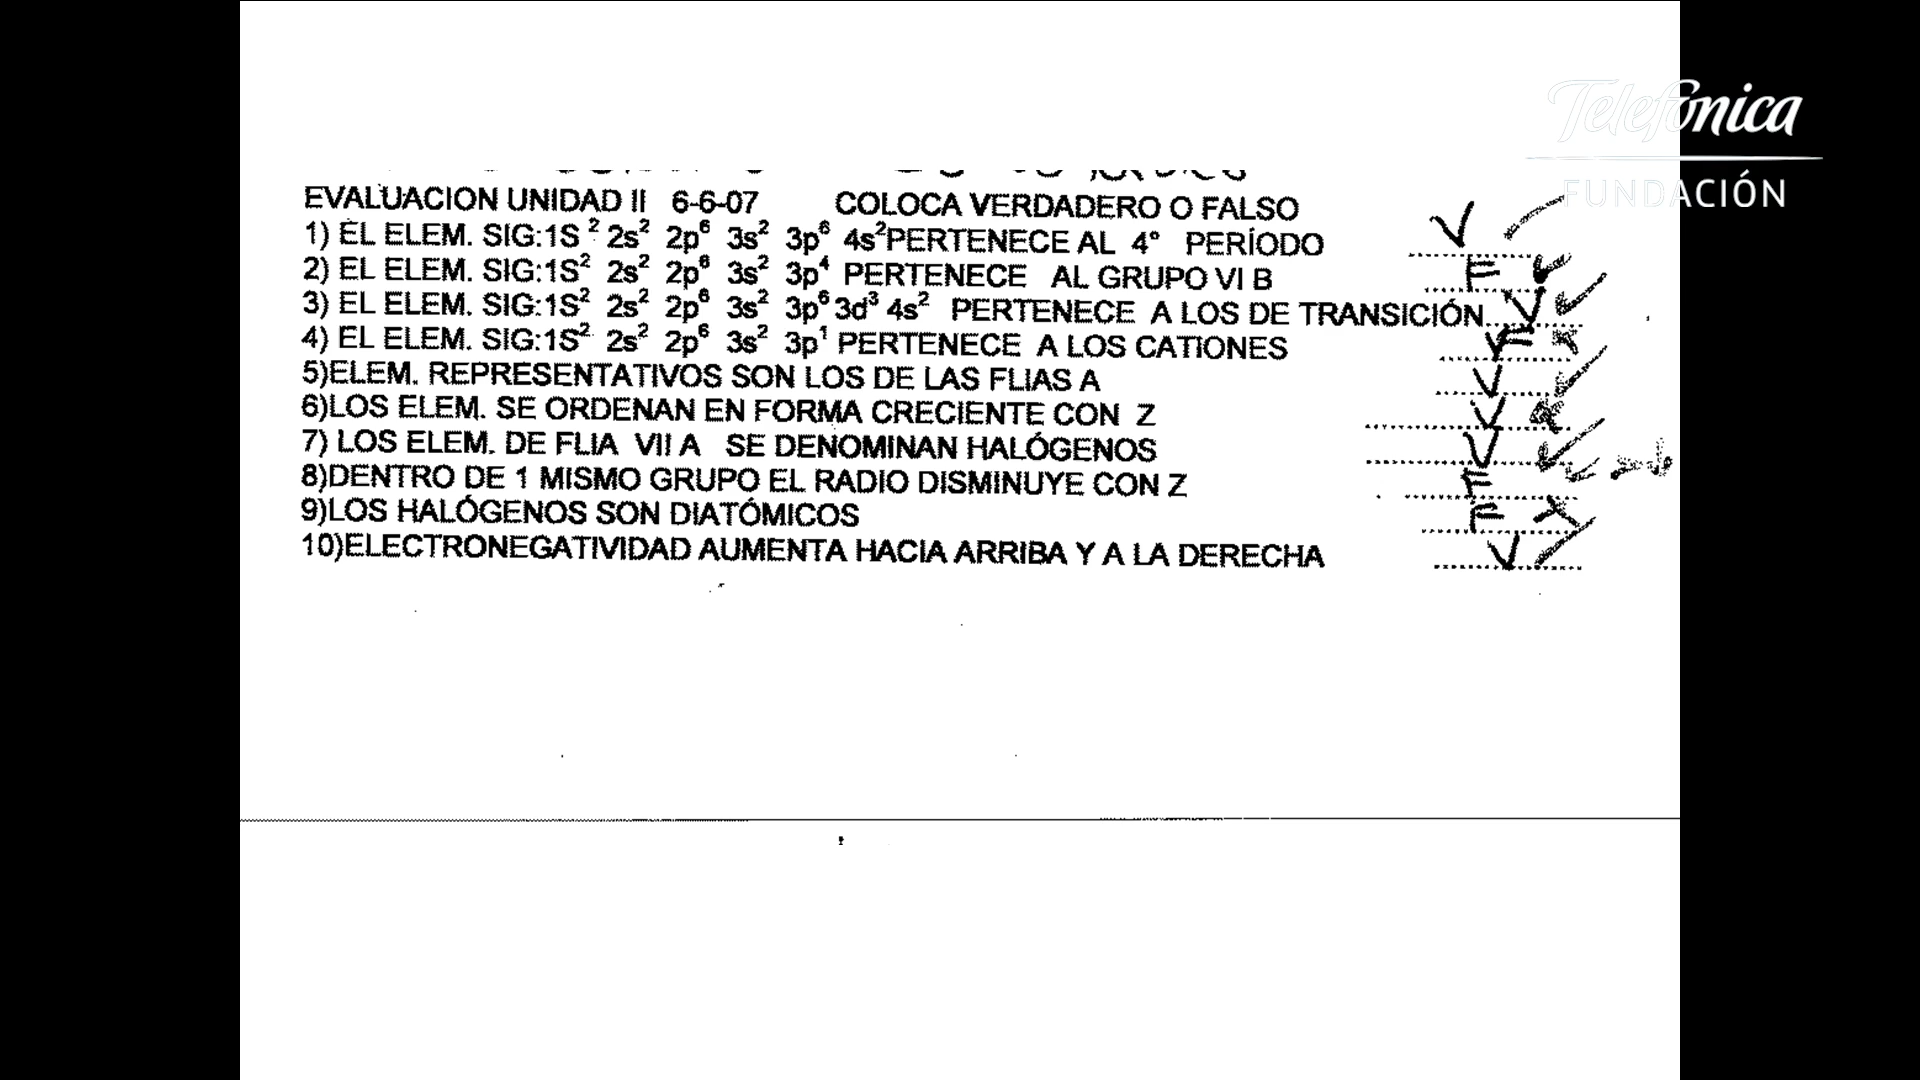 Telefónica
FUNDACIÓN
EVALUACION UNIDAD II 6-6-07 COLOCA VERDADERO O FALSO
1) EL ELEM. SIG:1S² 2s² 2p⁶ 3s² 3p⁶ 4s²PERTENECE AL 4° PERÍODO V
2) EL ELEM. SIG:1S² 2s² 2p⁶ 3s² 3p⁴ PERTENECE AL GRUPO VI B F
3) EL ELEM. SIG:1S² 2s² 2p⁶ 3s² 3p⁶ 3d³ 4s² PERTENECE A LOS DE TRANSICIÓN V
4) EL ELEM. SIG:1S² 2s² 2p⁶ 3s² 3p¹ PERTENECE A LOS CATIONES
5)ELEM. REPRESENTATIVOS SON LOS DE LAS FLIAS A V
6)LOS ELEM. SE ORDENAN EN FORMA CRECIENTE CON Z V
7) LOS ELEM. DE FLIA VII A SE DENOMINAN HALÓGENOS V
8)DENTRO DE 1 MISMO GRUPO EL RADIO DISMINUYE CON Z F
9)LOS HALÓGENOS SON DIATÓMICOS F
10)ELECTRONEGATIVIDAD AUMENTA HACIA ARRIBA Y A LA DERECHA V